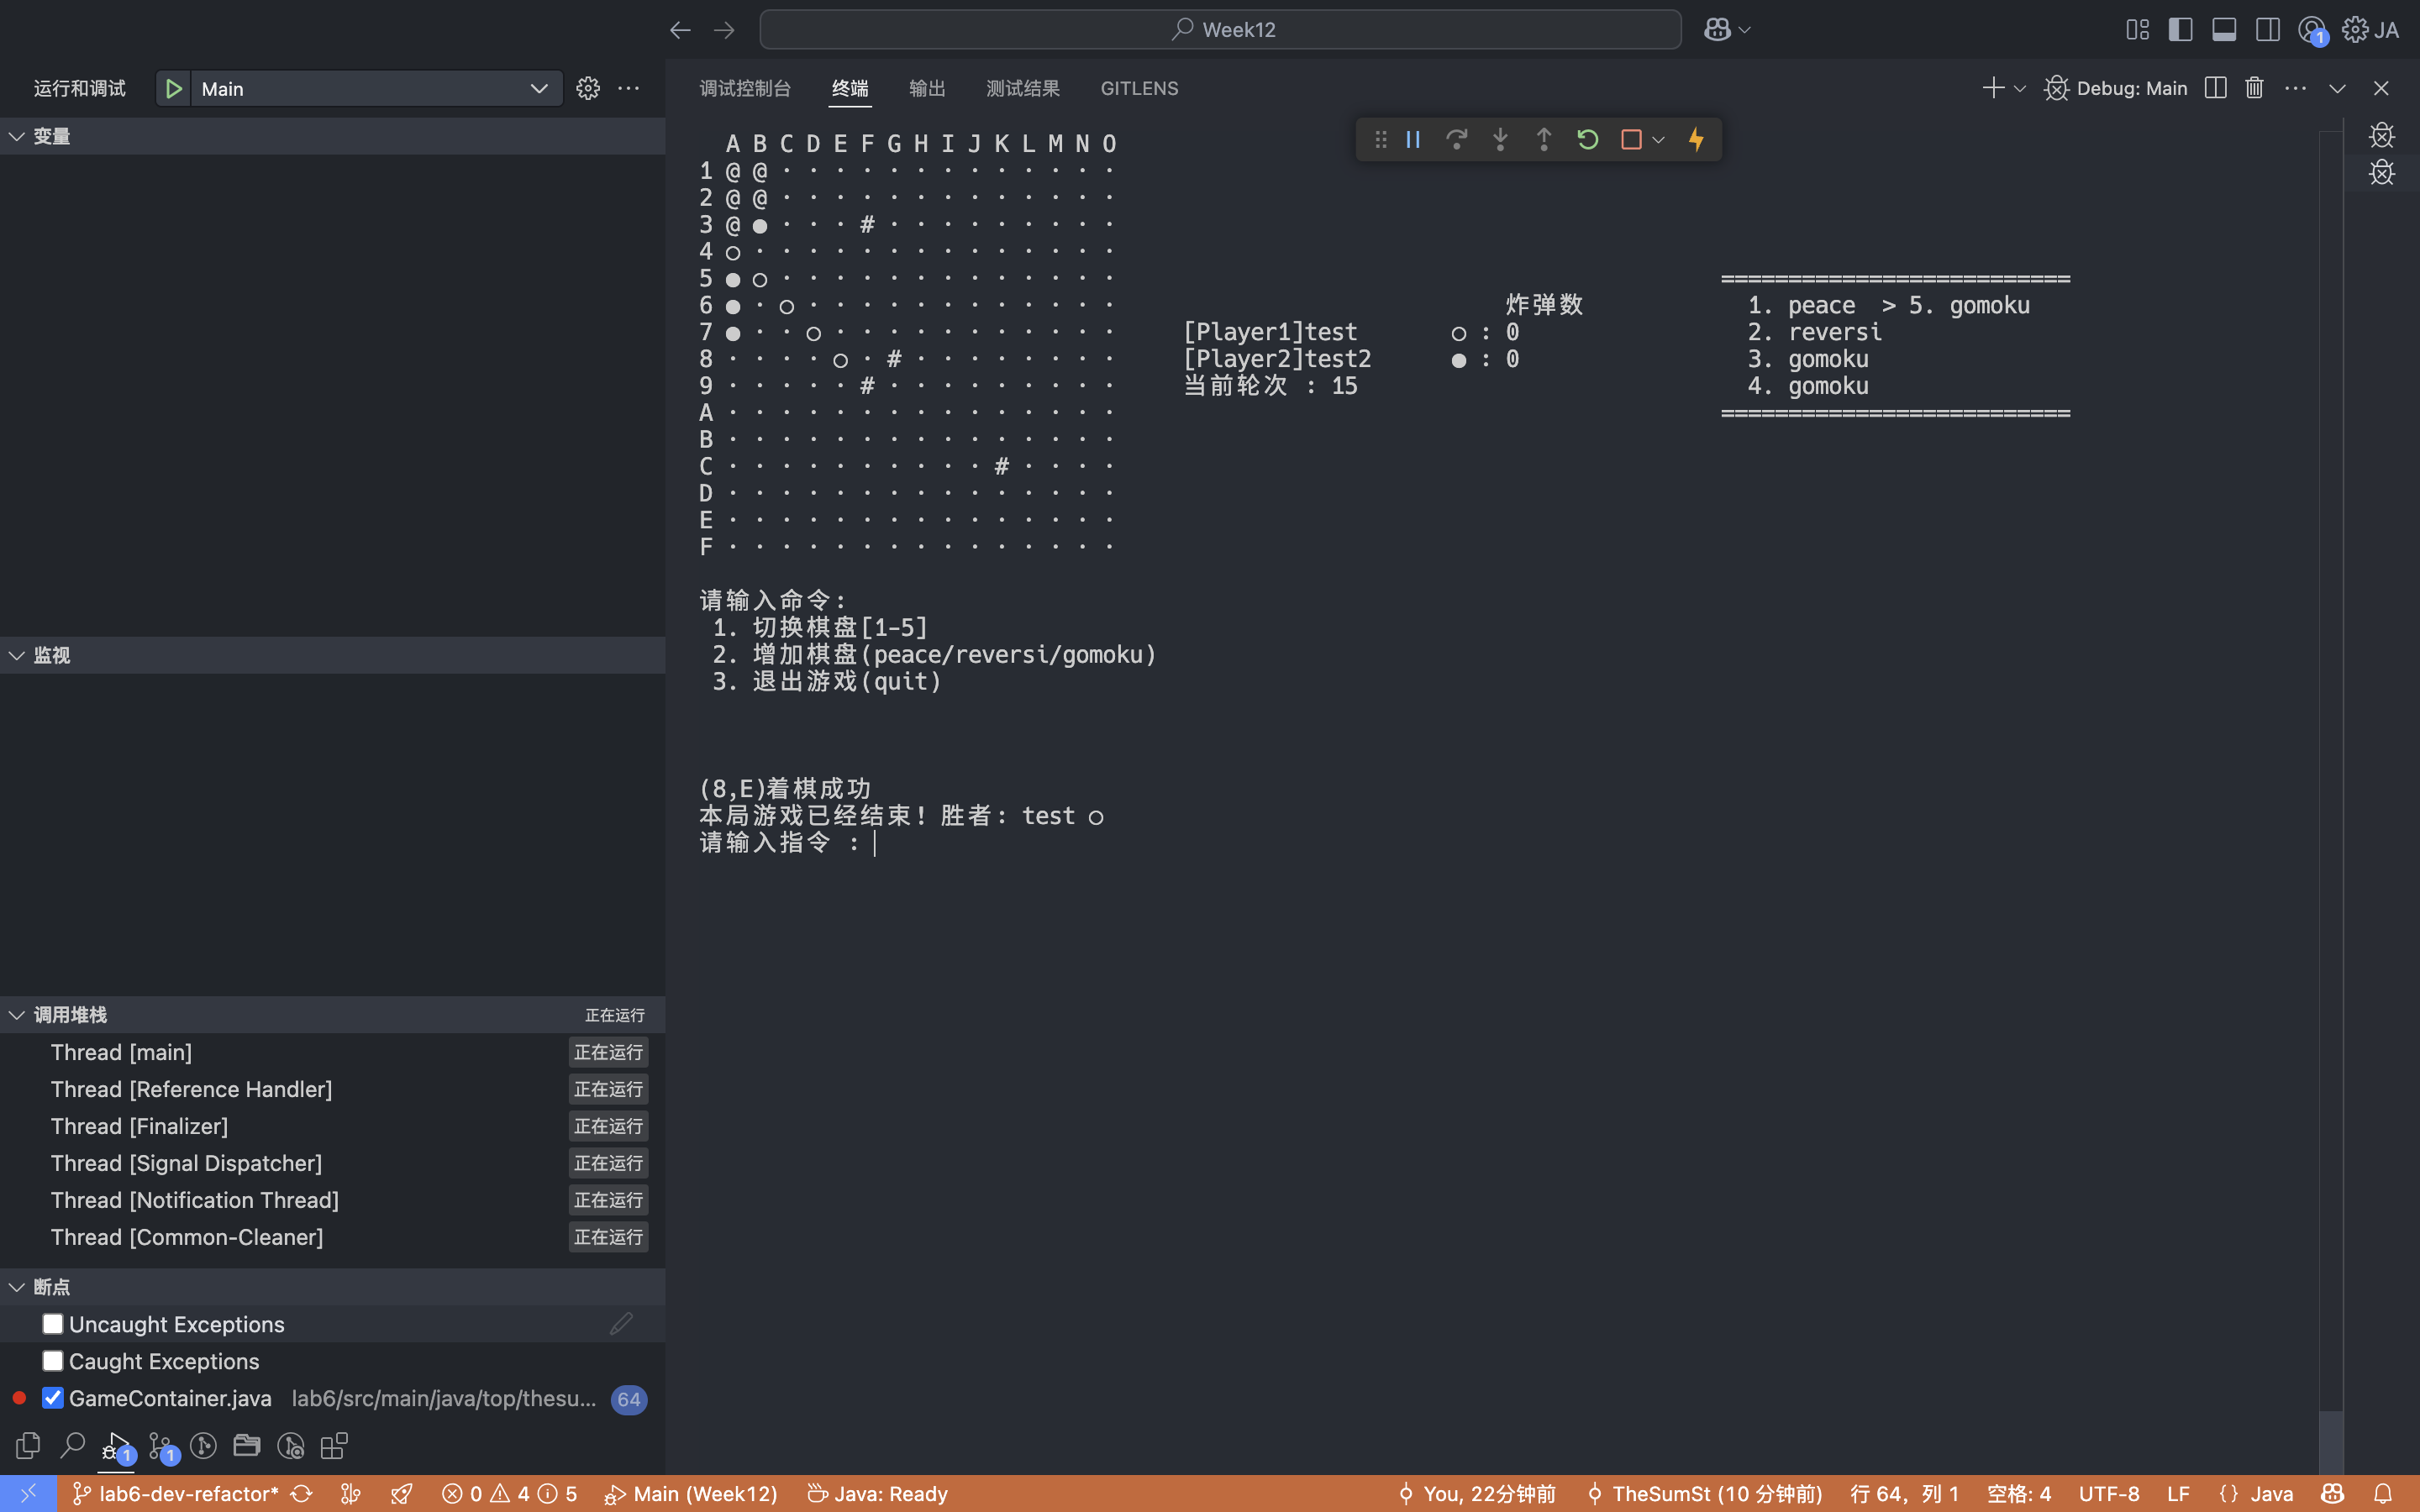 Week12
JA
运行和调试 Main
调试控制台 终端 输出 测试结果 GITLENS
Debug: Main
变量
A B C D E F G H I J K L M N O
1 @ @ · · · · · · · · · · · · ·
2 @ @ · · · · · · · · · · · · ·
3 @ ● · · · # · · · · · · · · ·
4 ○ · · · · · · · · · · · · · ·
5 ● ○ · · · · · · · · · · · · ·
6 ● · ○ · · · · · · · · · · · ·
7 ● · · ○ · · · · · · · · · · ·
8 · · · · ○ · # · · · · · · · ·
9 · · · · · # · · · · · · · · ·
A · · · · · · · · · · · · · · ·
B · · · · · · · · · · · · · · ·
C · · · · · · · · · · # · · · ·
D · · · · · · · · · · · · · · ·
E · · · · · · · · · · · · · · ·
F · · · · · · · · · · · · · · ·
炸弹数
[Player1]test ○ : 0
[Player2]test2 ● : 0
当前轮次 : 15
==========================
1. peace > 5. gomoku
2. reversi
3. gomoku
4. gomoku
==========================
请输入命令:
1. 切换棋盘[1-5]
2. 增加棋盘(peace/reversi/gomoku)
3. 退出游戏(quit)
(8,E)着棋成功
本局游戏已经结束! 胜者: test ○
请输入指令 :
监视
调用堆栈 正在运行
Thread [main] 正在运行
Thread [Reference Handler] 正在运行
Thread [Finalizer] 正在运行
Thread [Signal Dispatcher] 正在运行
Thread [Notification Thread] 正在运行
Thread [Common-Cleaner] 正在运行
断点
Uncaught Exceptions
Caught Exceptions
GameContainer.java lab6/src/main/java/top/thesu... 64
1 1
lab6-dev-refactor* 0 4 5 Main (Week12) Java: Ready You, 22分钟前 TheSumSt (10 分钟前) 行 64，列 1 空格: 4 UTF-8 LF {} Java